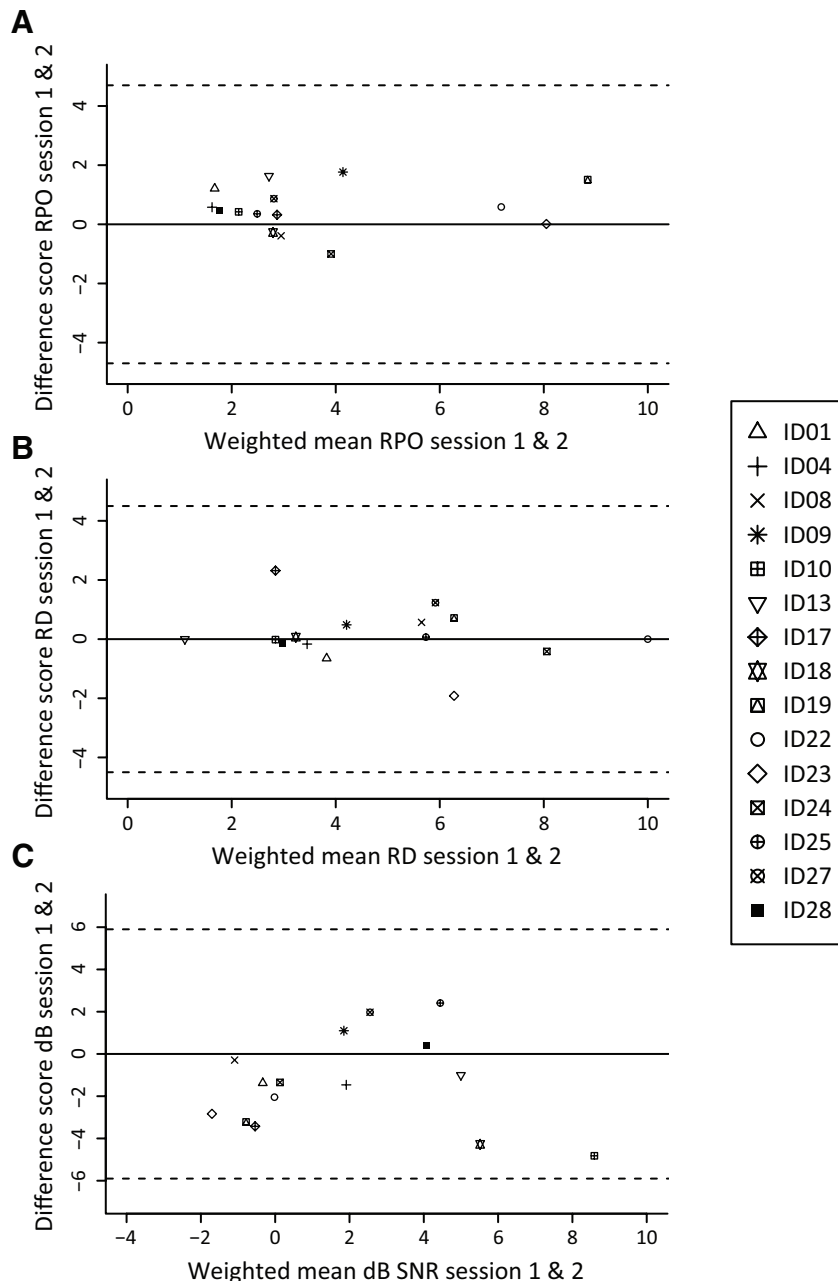 A
Difference score RPO session 1 & 2
4
2
0
−2
−4
0 2 4 6 8 10
Weighted mean RPO session 1 & 2
B
Difference score RD session 1 & 2
4
2
0
−2
−4
0 2 4 6 8 10
Weighted mean RD session 1 & 2
C
Difference score dB session 1 & 2
6
4
2
0
−2
−4
−6
−4 −2 0 2 4 6 8 10
Weighted mean dB SNR session 1 & 2
ID01
ID04
ID08
ID09
ID10
ID13
ID17
ID18
ID19
ID22
ID23
ID24
ID25
ID27
ID28